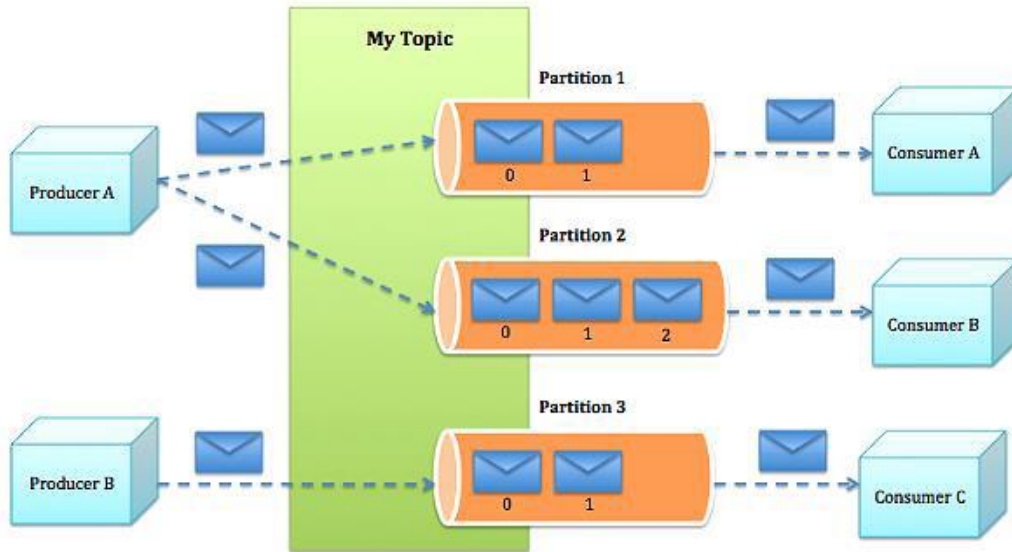 My Topic
Partition 1
Producer A
0 1
Consumer A
Partition 2
0 1 2
Consumer B
Partition 3
Producer B
0 1
Consumer C